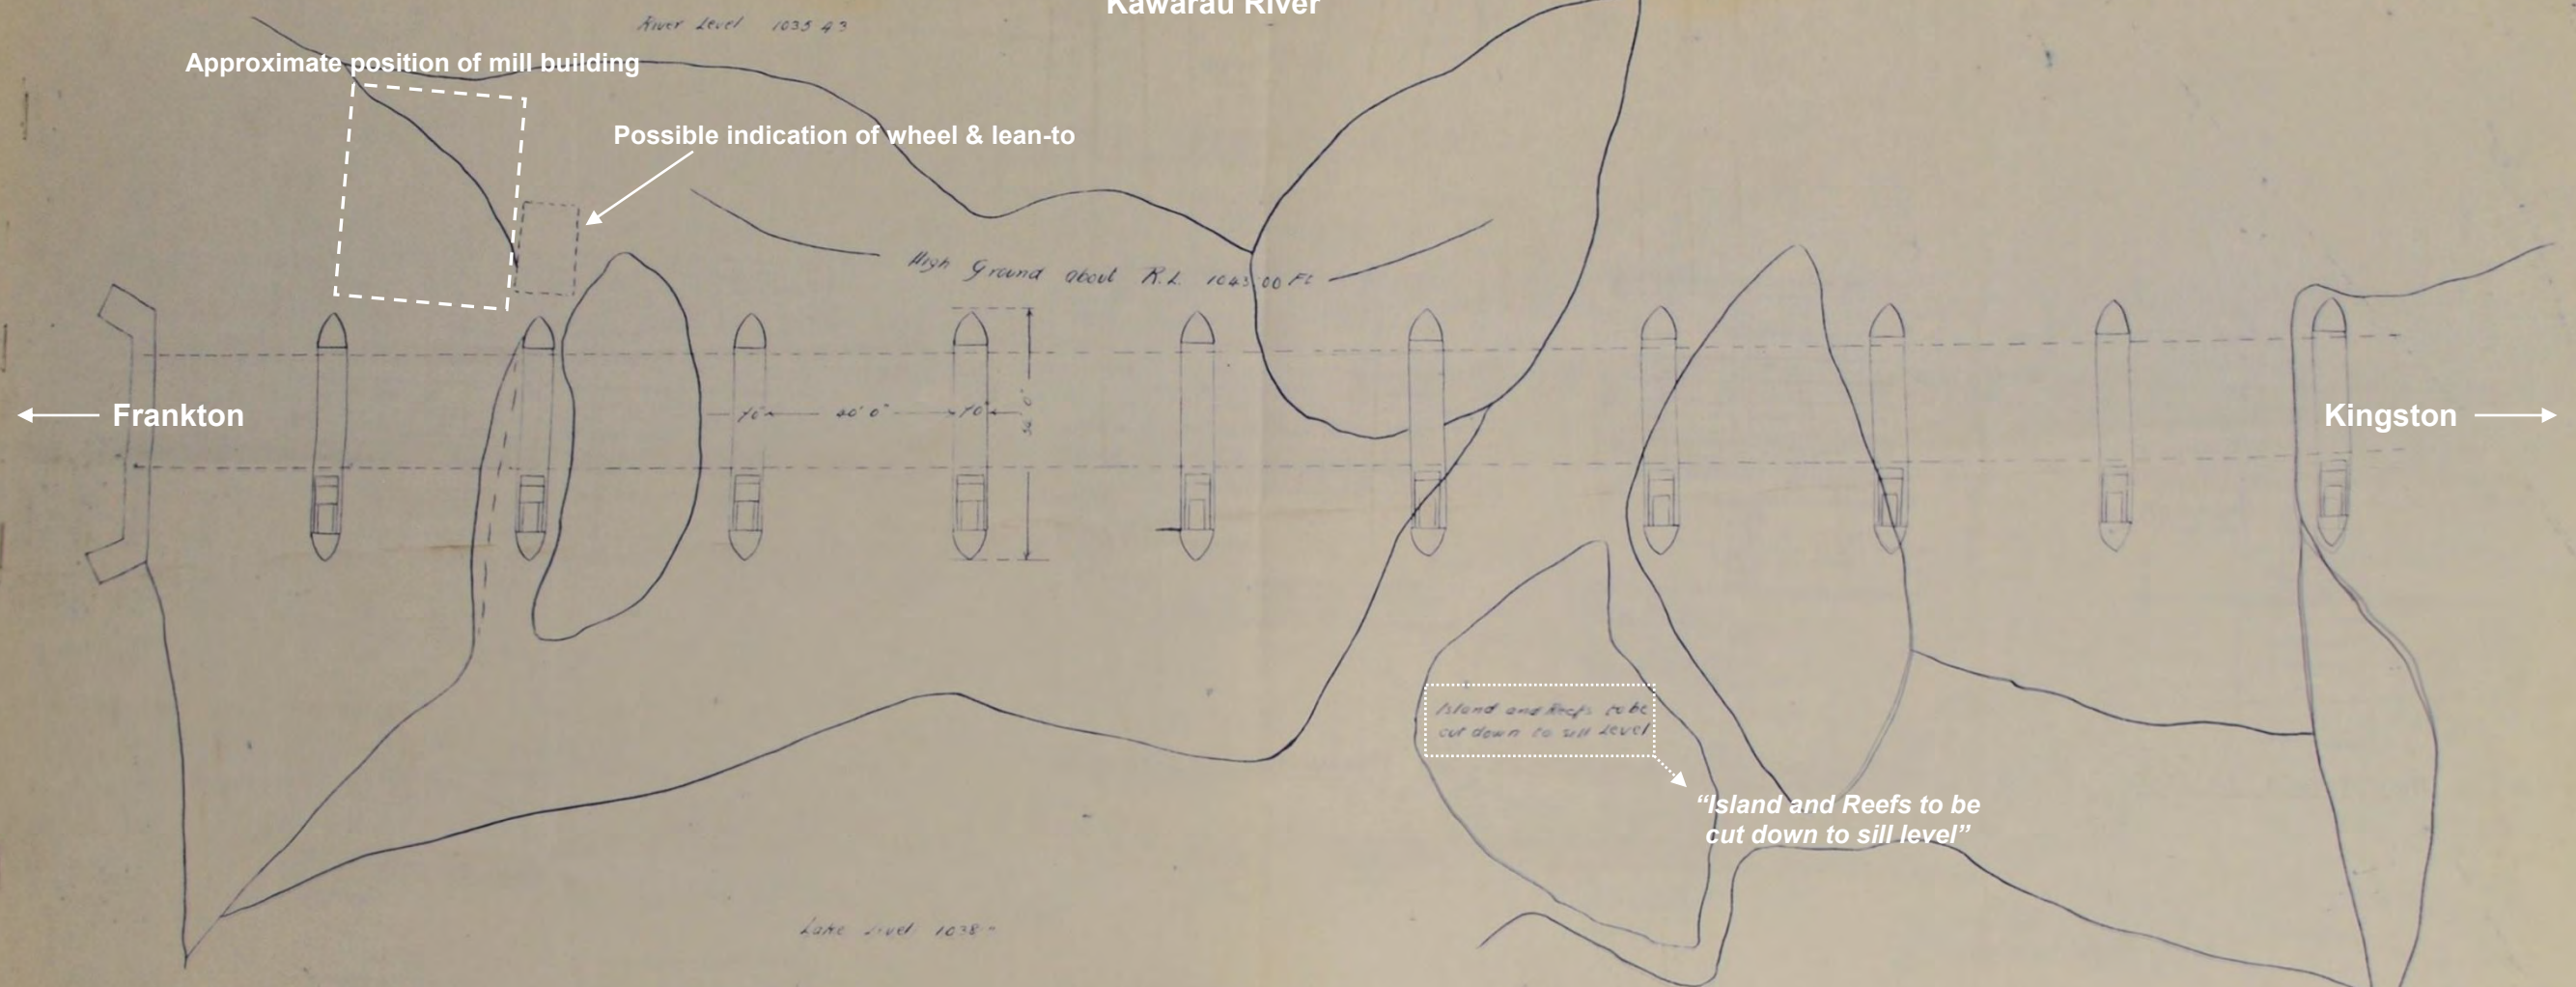 Kawarau River
River Level 1035.43
Approximate position of mill building
Possible indication of wheel & lean-to
High Ground about R.L. 1043.00 Ft
Frankton
40' 0"
Kingston
Island and Reefs to be
cut down to sill Level
"Island and Reefs to be
cut down to sill level"
Lake Level 1038